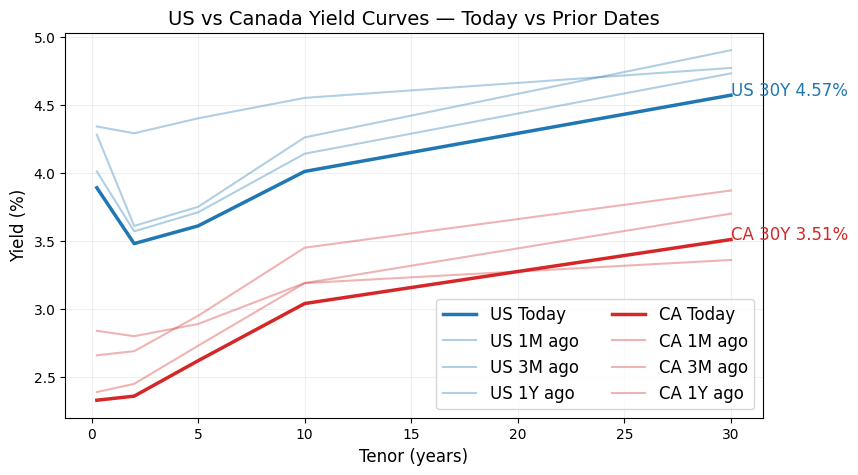 US vs Canada Yield Curves — Today vs Prior Dates
Yield (%)
5.0
4.5
4.0
3.5
3.0
2.5
US 30Y 4.57%
CA 30Y 3.51%
US Today
US 1M ago
US 3M ago
US 1Y ago
CA Today
CA 1M ago
CA 3M ago
CA 1Y ago
0 5 10 15 20 25 30
Tenor (years)